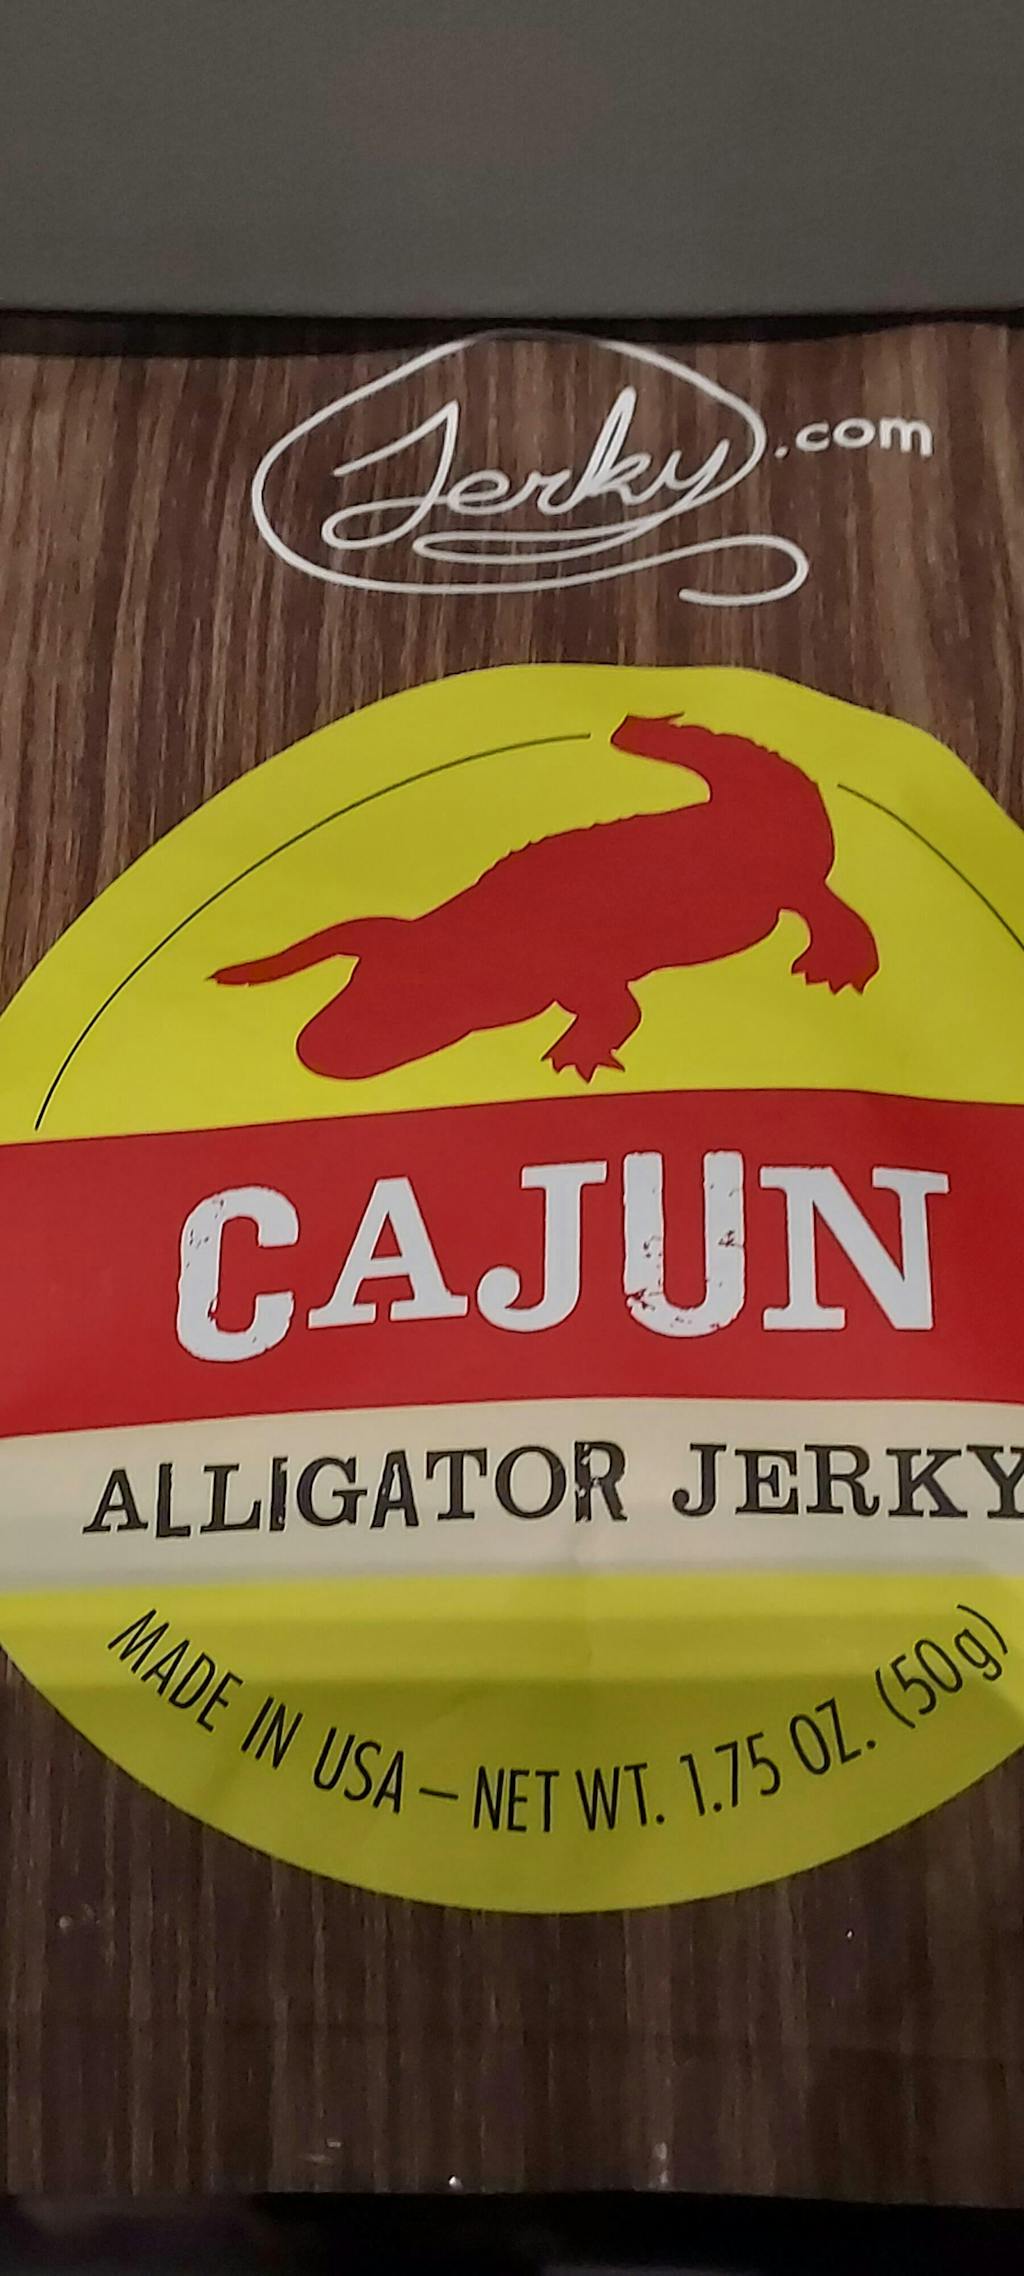 Jerky.com
CAJUN
ALLIGATOR JERKY
MADE IN USA – NET WT. 1.75 OZ. (50g)